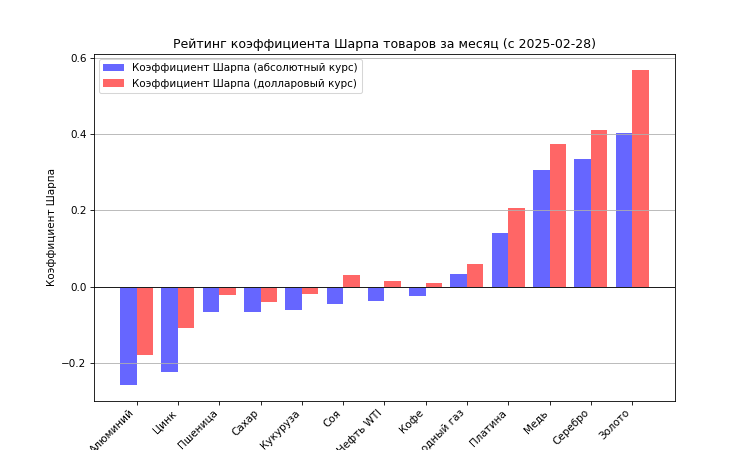 Рейтинг коэффициента Шарпа товаров за месяц (с 2025-02-28)
Коэффициент Шарпа (абсолютный курс)
Коэффициент Шарпа (долларовый курс)
Коэффициент Шарпа
0.6
0.4
0.2
0.0
−0.2
Алюминий
Цинк
Пшеница
Сахар
Кукуруза
Соя
Нефть WTI
Кофе
газ
Платина
Медь
Серебро
Золото